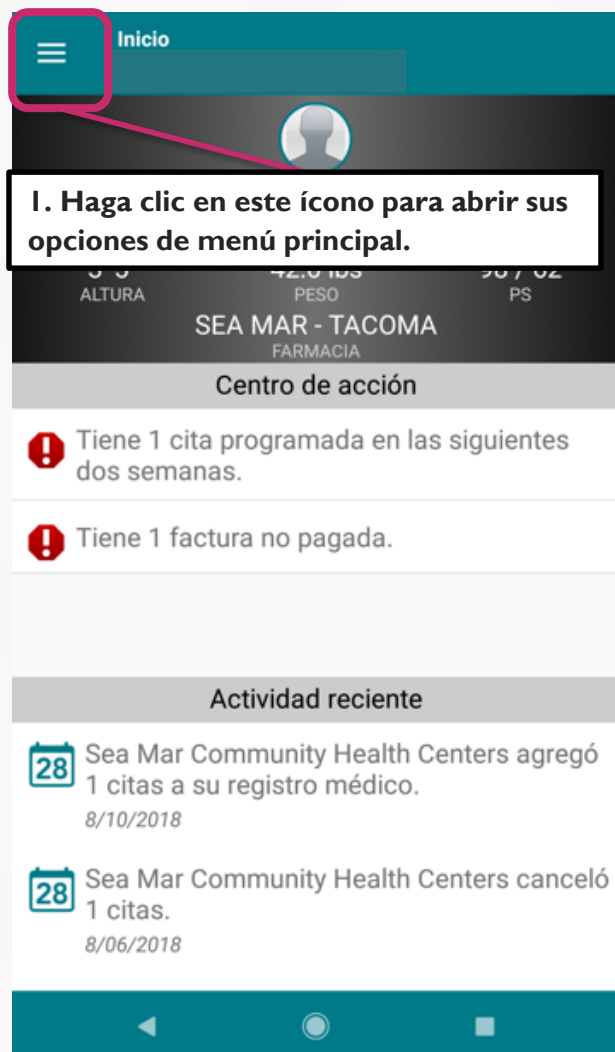 Inicio
1. Haga clic en este ícono para abrir sus
opciones de menú principal.
ALTURA
PESO
PS
SEA MAR - TACOMA
FARMACIA
Centro de acción
Tiene 1 cita programada en las siguientes
dos semanas.
Tiene 1 factura no pagada.
Actividad reciente
28
Sea Mar Community Health Centers agregó
1 citas a su registro médico.
8/10/2018
28
Sea Mar Community Health Centers canceló
1 citas.
8/06/2018